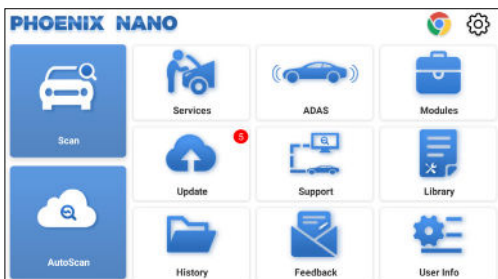 PHOENIX NANO
Scan
Services
ADAS
Modules
5
Update
Support
Library
AutoScan
History
Feedback
User Info